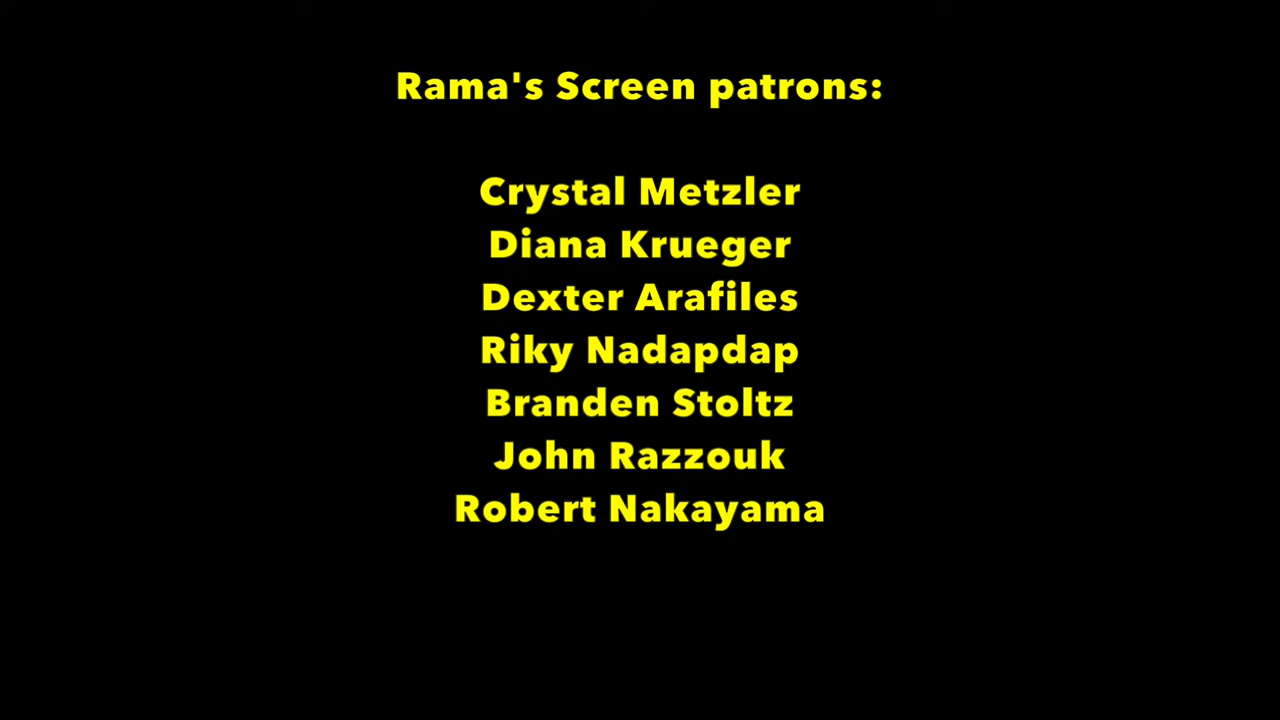 Rama's Screen patrons:
Crystal Metzler
Diana Krueger
Dexter Arafiles
Riky Nadapdap
Branden Stoltz
John Razzouk
Robert Nakayama